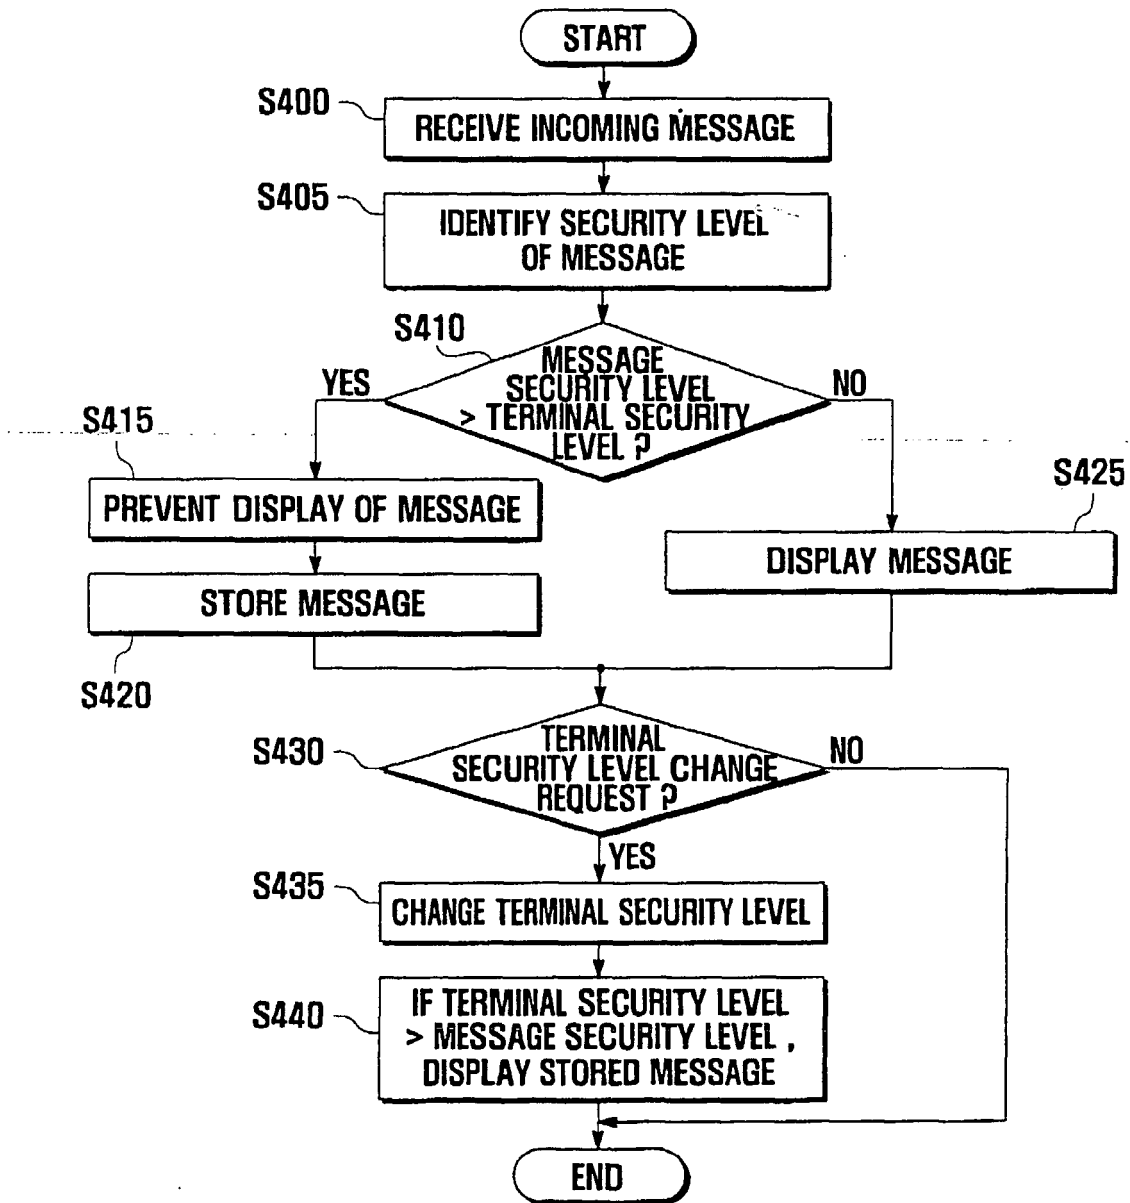 START
S400
RECEIVE INCOMING MESSAGE
S405
IDENTIFY SECURITY LEVEL
OF MESSAGE
S410
MESSAGE
SECURITY LEVEL
> TERMINAL SECURITY
LEVEL ?
YES
NO
S415
PREVENT DISPLAY OF MESSAGE
S425
DISPLAY MESSAGE
STORE MESSAGE
S420
S430
TERMINAL
SECURITY LEVEL CHANGE
REQUEST ?
NO
YES
S435
CHANGE TERMINAL SECURITY LEVEL
S440
IF TERMINAL SECURITY LEVEL
> MESSAGE SECURITY LEVEL ,
DISPLAY STORED MESSAGE
END